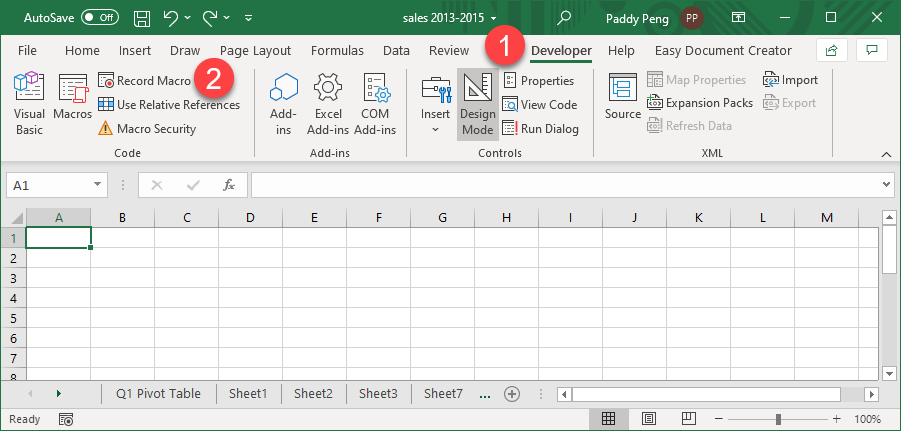 AutoSave Off sales 2013-2015 Paddy Peng PP
File Home Insert Draw Page Layout Formulas Data Review 1 Developer Help Easy Document Creator
Visual Basic
Macros
Record Macro 2
Use Relative References
Macro Security
Code
Add-ins
Excel Add-ins
COM Add-ins
Add-ins
Insert
Design Mode
Properties
View Code
Run Dialog
Controls
Source
Map Properties
Expansion Packs
Refresh Data
Import
Export
XML
A1 fx
A B C D E F G H I J K L M
1
2
3
4
5
6
7
8
Q1 Pivot Table Sheet1 Sheet2 Sheet3 Sheet7 ...
Ready 100%